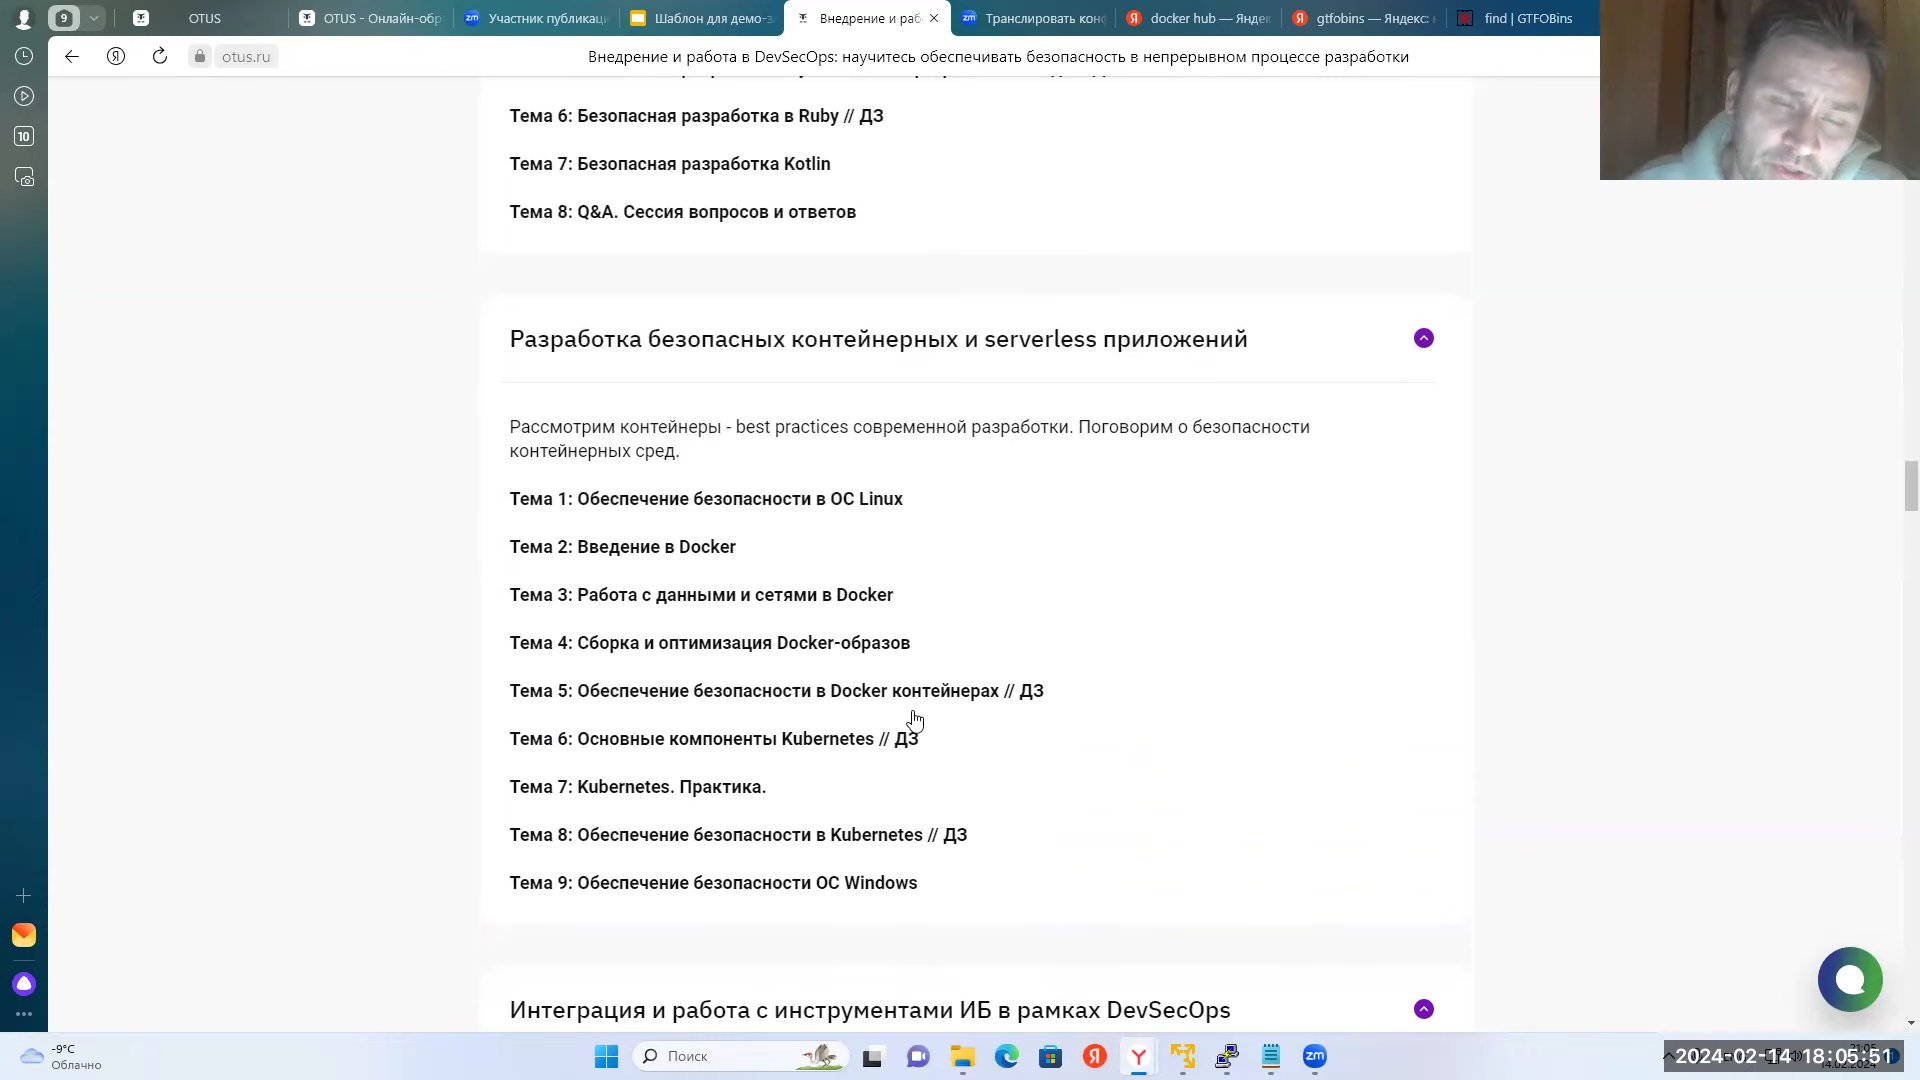 9
OTUS
OTUS - Онлайн-обр
Участник публикаци
Шаблон для демо-з
Внедрение и раб
Транслировать кон
docker hub — Яндек
gtfobins — Яндекс:
find | GTFOBins
otus.ru
Внедрение и работа в DevSecOps: научитесь обеспечивать безопасность в непрерывном процессе разработки
10
Тема 6: Безопасная разработка в Ruby // ДЗ
Тема 7: Безопасная разработка Kotlin
Тема 8: Q&A. Сессия вопросов и ответов
Разработка безопасных контейнерных и serverless приложений
Рассмотрим контейнеры - best practices современной разработки. Поговорим о безопасности
контейнерных сред.
Тема 1: Обеспечение безопасности в ОС Linux
Тема 2: Введение в Docker
Тема 3: Работа с данными и сетями в Docker
Тема 4: Сборка и оптимизация Docker-образов
Тема 5: Обеспечение безопасности в Docker контейнерах // ДЗ
Тема 6: Основные компоненты Kubernetes // ДЗ
Тема 7: Kubernetes. Практика.
Тема 8: Обеспечение безопасности в Kubernetes // ДЗ
Тема 9: Обеспечение безопасности ОС Windows
Интеграция и работа с инструментами ИБ в рамках DevSecOps
-9°C
Облачно
Поиск
2024-02-14 18:05:51